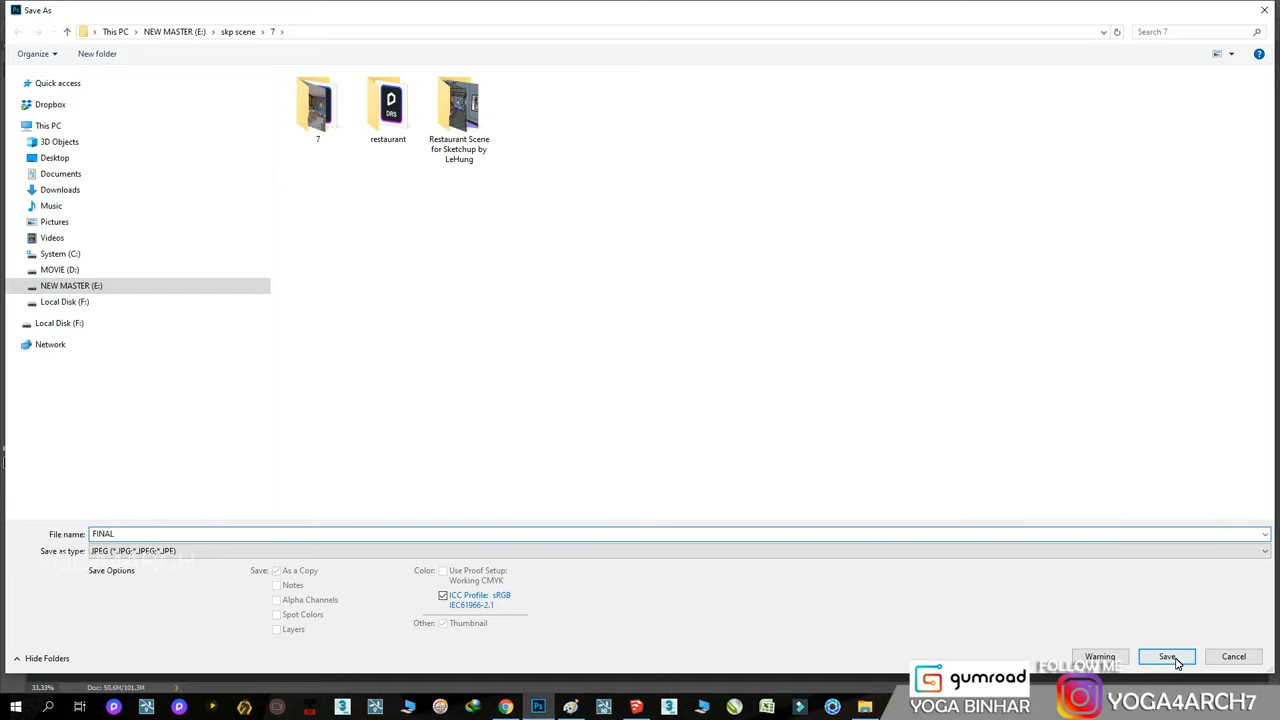 Save As
This PC
NEW MASTER (E:)
skp scene
7
Search 7
Organize
New folder
Quick access
Dropbox
This PC
3D Objects
Desktop
Documents
Downloads
Music
Pictures
Videos
System (C:)
MOVIE (D:)
NEW MASTER (E:)
Local Disk (F:)
Local Disk (F:)
Network
DRS
7
restaurant
Restaurant Scene
for Sketchup by
LeHung
File name:
FINAL
Save as type:
JPEG (*.JPG;*.JPEG;*.JPE)
Save Options
Save:
As a Copy
Notes
Alpha Channels
Spot Colors
Layers
Color:
Use Proof Setup:
Working CMYK
ICC Profile: sRGB
IEC61966-2.1
Other:
Thumbnail
Hide Folders
Warning
Save
Cancel
33,33%
Doc: 50,6M/101,3M
gumroad
YOGA BINHAR
FOLLOW ME
YOGA4ARCH7